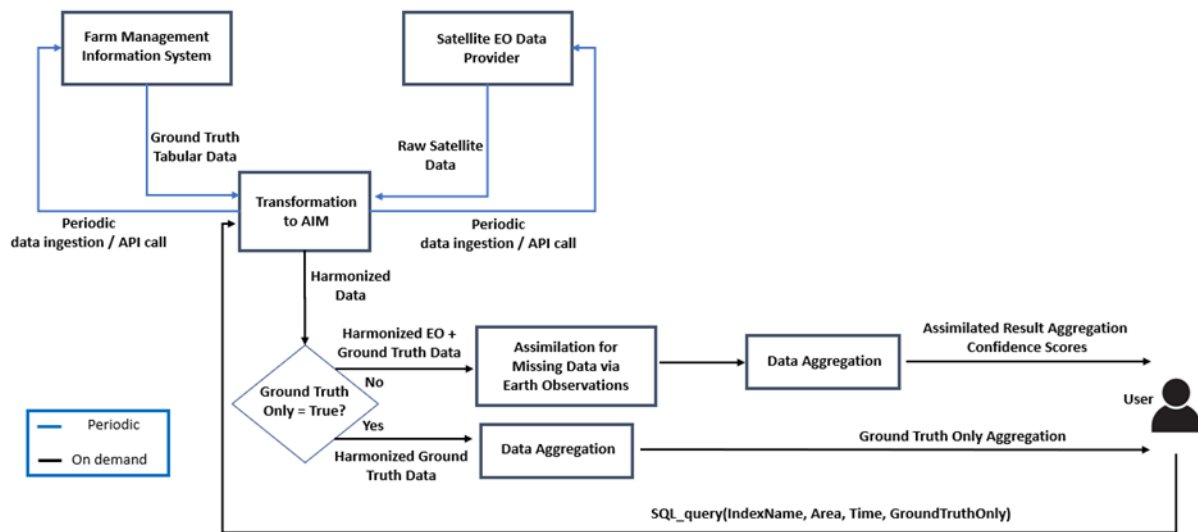 Farm Management
Information System
Satellite EO Data
Provider
Ground Truth
Tabular Data
Raw Satellite
Data
Transformation
to AIM
Periodic
data ingestion / API call
Periodic
data ingestion / API call
Harmonized
Data
Harmonized EO +
Ground Truth Data
No
Assimilation for
Missing Data via
Earth Observations
Data Aggregation
Assimilated Result Aggregation
Confidence Scores
Ground Truth
Only = True?
User
Yes
Harmonized Ground
Truth Data
Data Aggregation
Ground Truth Only Aggregation
Periodic
On demand
SQL_query(IndexName, Area, Time, GroundTruthOnly)